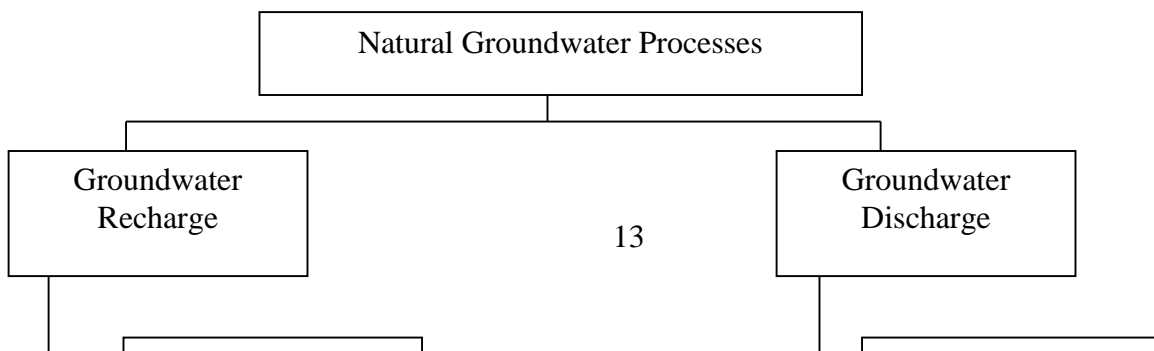 Natural Groundwater Processes
Groundwater
Recharge
Groundwater
Discharge
13